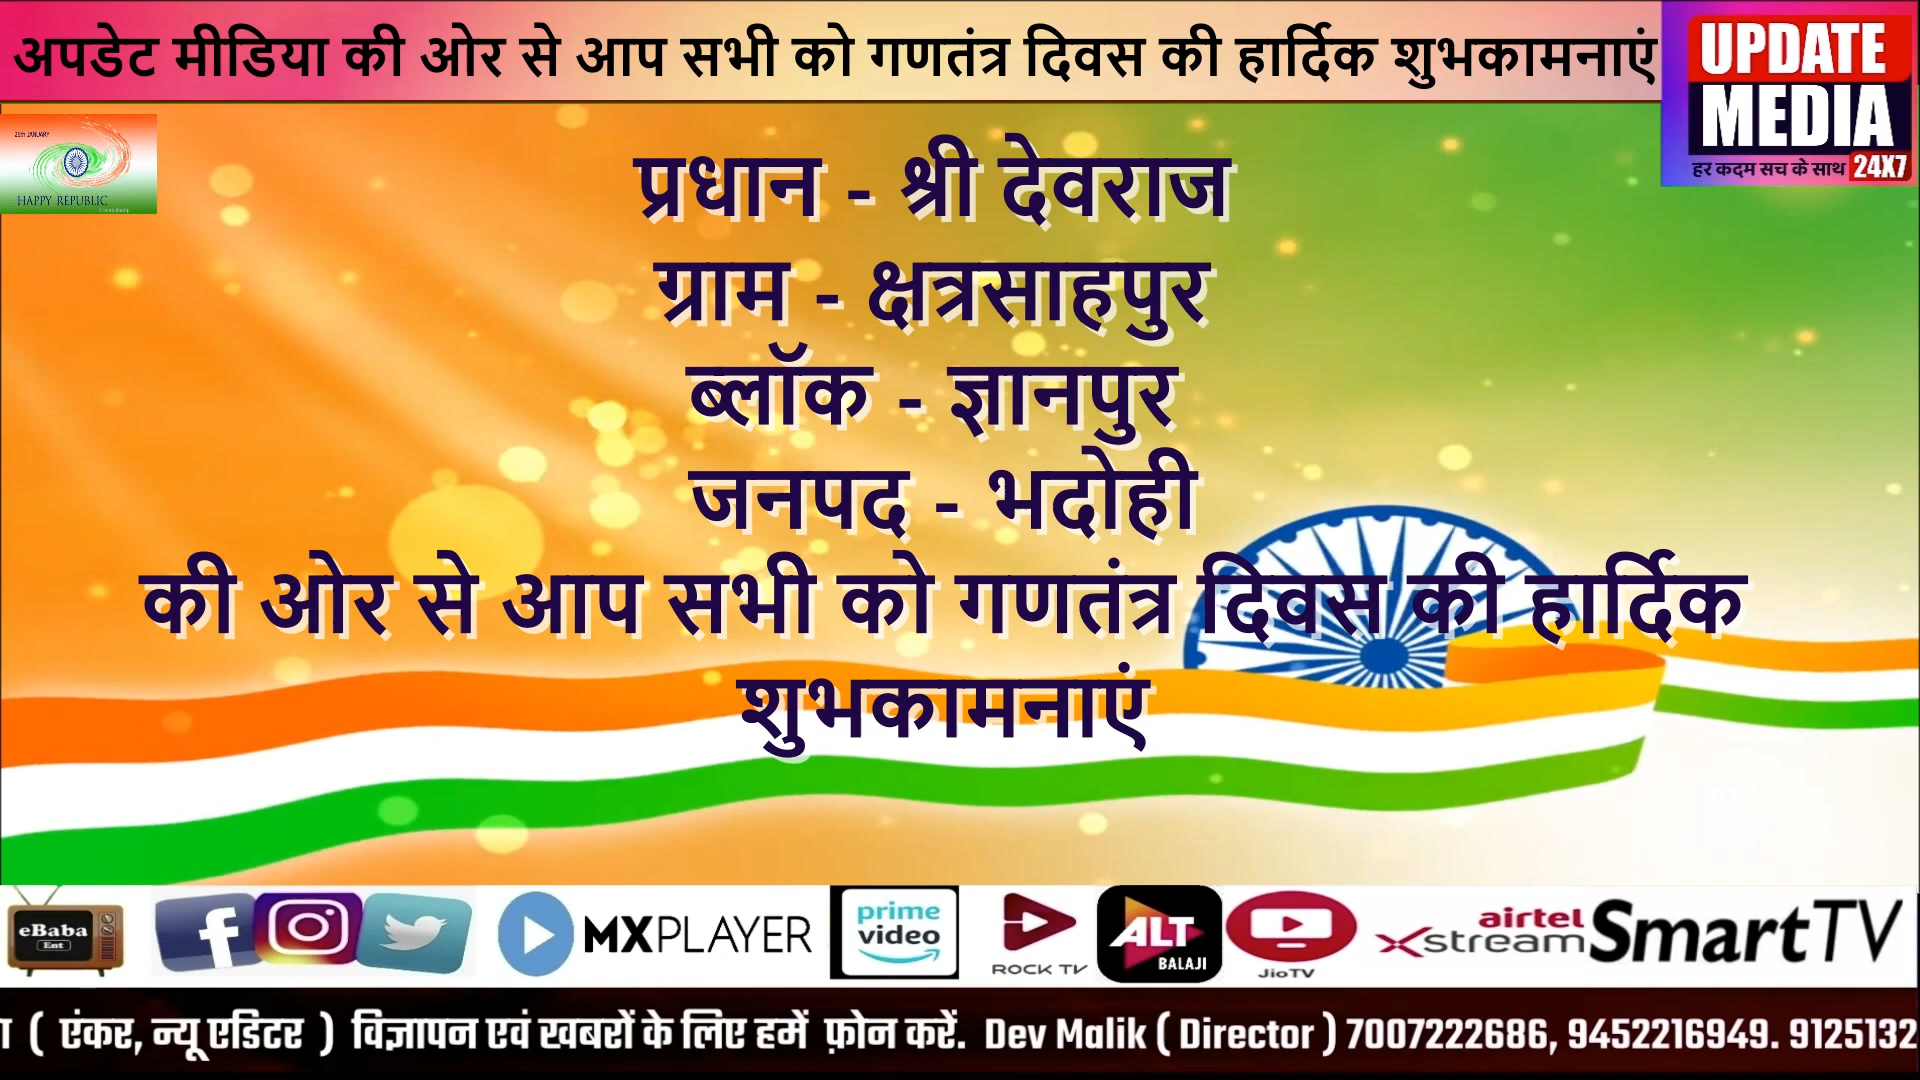 अपडेट मीडिया की ओर से आप सभी को गणतंत्र दिवस की हार्दिक शुभकामनाएं
UPDATE
MEDIA
हर कदम सच के साथ 24X7
26th JANUARY
HAPPY REPUBLIC
प्रधान - श्री देवराज
ग्राम - क्षत्रसाहपुर
ब्लॉक - ज्ञानपुर
जनपद - भदोही
की ओर से आप सभी को गणतंत्र दिवस की हार्दिक
शुभकामनाएं
eBaba
Ent
MXPLAYER
prime
video
ROCK TV
ALT
BALAJI
JioTV
airtel
Xstream
SmartTV
( एंकर, न्यू एडिटर ) विज्ञापन एवं खबरों के लिए हमें फ़ोन करें. Dev Malik ( Director ) 7007222686, 9452216949. 9125132